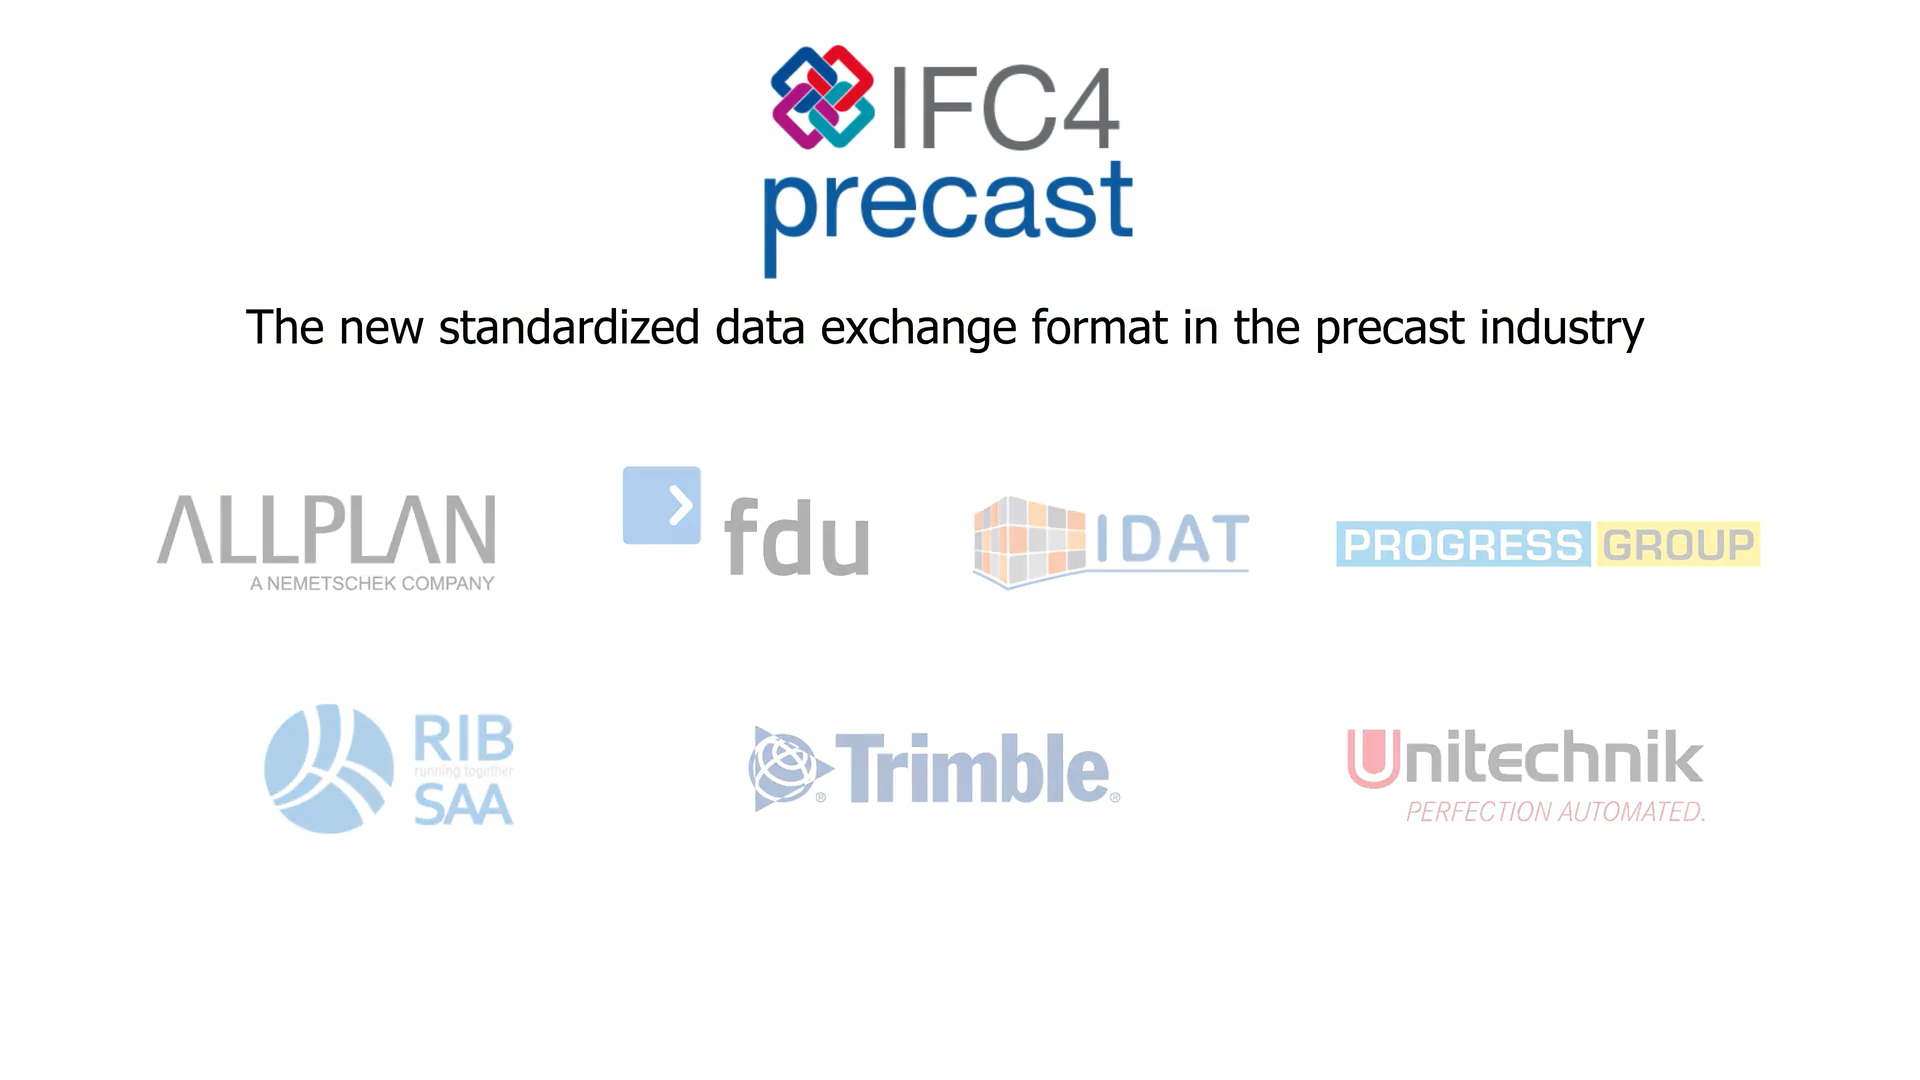 IFC4
precast
The new standardized data exchange format in the precast industry
ALLPLAN
A NEMETSCHEK COMPANY
fdu
IDAT
PROGRESS GROUP
RIB
running together
SAA
Trimble®
Unitechnik
PERFECTION AUTOMATED.